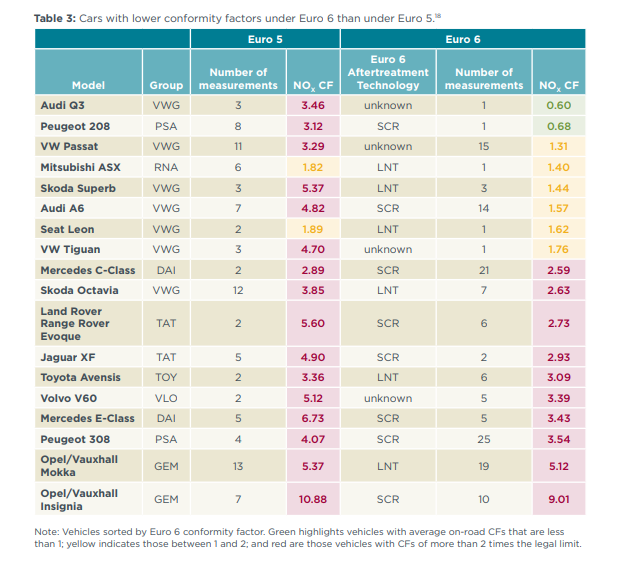 Table 3: Cars with lower conformity factors under Euro 6 than under Euro 5.18
Euro 5 Euro 6
Model Group Number of measurements NOx CF Euro 6 Aftertreatment Technology Number of measurements NOx CF
Audi Q3 VWG 3 3.46 unknown 1 0.60
Peugeot 208 PSA 8 3.12 SCR 1 0.68
VW Passat VWG 11 3.29 unknown 15 1.31
Mitsubishi ASX RNA 6 1.82 LNT 1 1.40
Skoda Superb VWG 3 5.37 LNT 3 1.44
Audi A6 VWG 7 4.82 SCR 14 1.57
Seat Leon VWG 2 1.89 LNT 1 1.62
VW Tiguan VWG 3 4.70 unknown 1 1.76
Mercedes C-Class DAI 2 2.89 SCR 21 2.59
Skoda Octavia VWG 12 3.85 LNT 7 2.63
Land Rover Range Rover Evoque TAT 2 5.60 SCR 6 2.73
Jaguar XF TAT 5 4.90 SCR 2 2.93
Toyota Avensis TOY 2 3.36 LNT 6 3.09
Volvo V60 VLO 2 5.12 unknown 5 3.39
Mercedes E-Class DAI 5 6.73 SCR 5 3.43
Peugeot 308 PSA 4 4.07 SCR 25 3.54
Opel/Vauxhall Mokka GEM 13 5.37 LNT 19 5.12
Opel/Vauxhall Insignia GEM 7 10.88 SCR 10 9.01
Note: Vehicles sorted by Euro 6 conformity factor. Green highlights vehicles with average on-road CFs that are less
than 1; yellow indicates those between 1 and 2; and red are those vehicles with CFs of more than 2 times the legal limit.